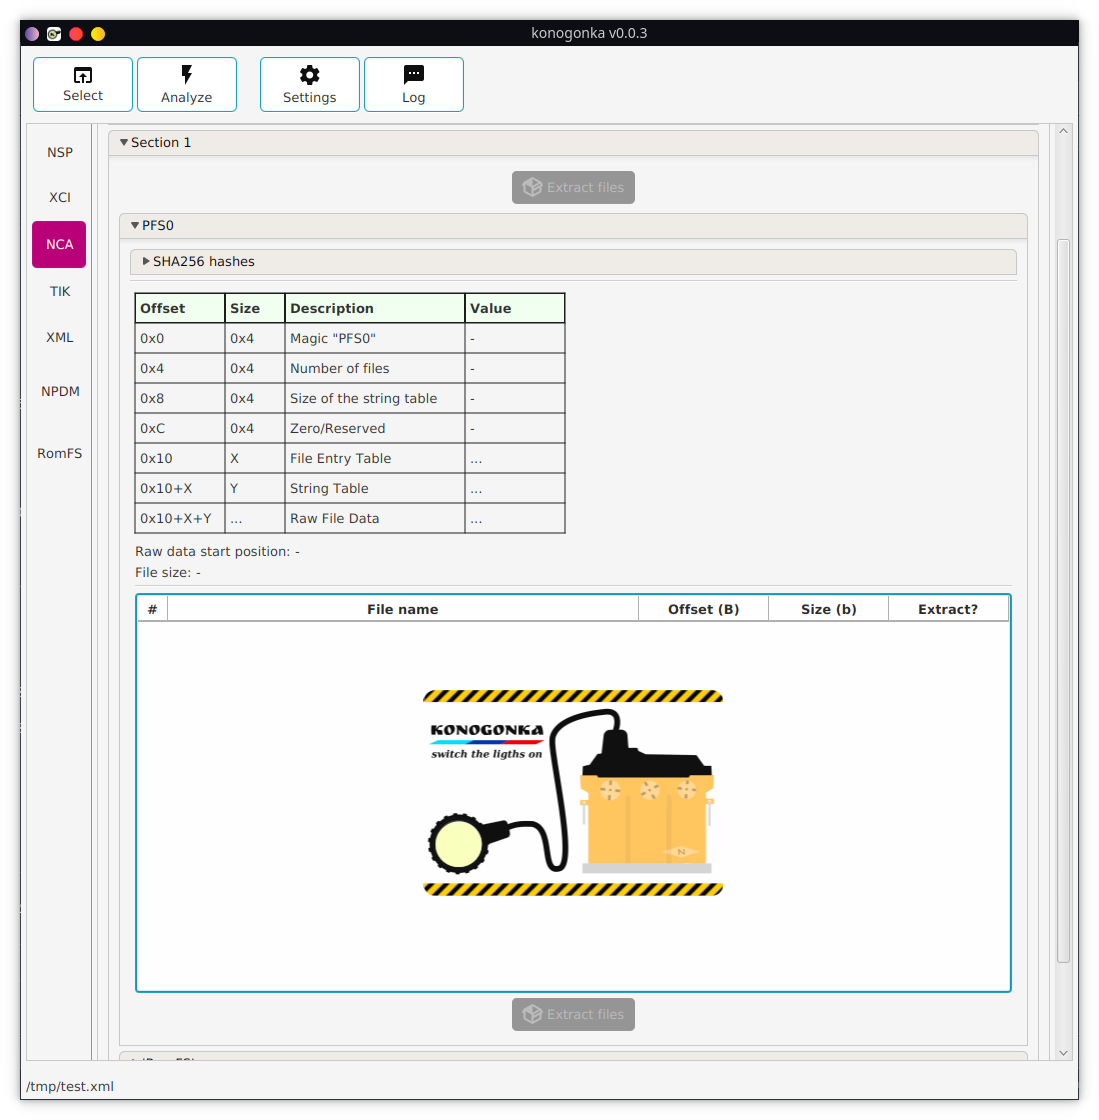 konogonka v0.0.3
Select
Analyze
Settings
Log
NSP
XCI
NCA
TIK
XML
NPDM
RomFS
Section 1
Extract files
PFS0
SHA256 hashes
Offset Size Description Value
0x0 0x4 Magic "PFS0" -
0x4 0x4 Number of files -
0x8 0x4 Size of the string table -
0xC 0x4 Zero/Reserved -
0x10 X File Entry Table ...
0x10+X Y String Table ...
0x10+X+Y ... Raw File Data ...
Raw data start position: -
File size: -
# File name Offset (B) Size (b) Extract?
KONOGONKA
switch the ligths on
N
Extract files
/tmp/test.xml